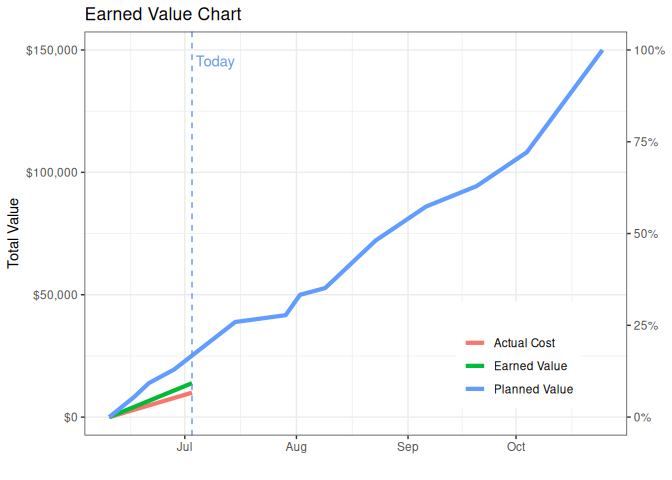 Earned Value Chart
$150,000
$100,000
$50,000
$0
Total Value
Today
100%
75%
50%
25%
0%
Actual Cost
Earned Value
Planned Value
Jul
Aug
Sep
Oct